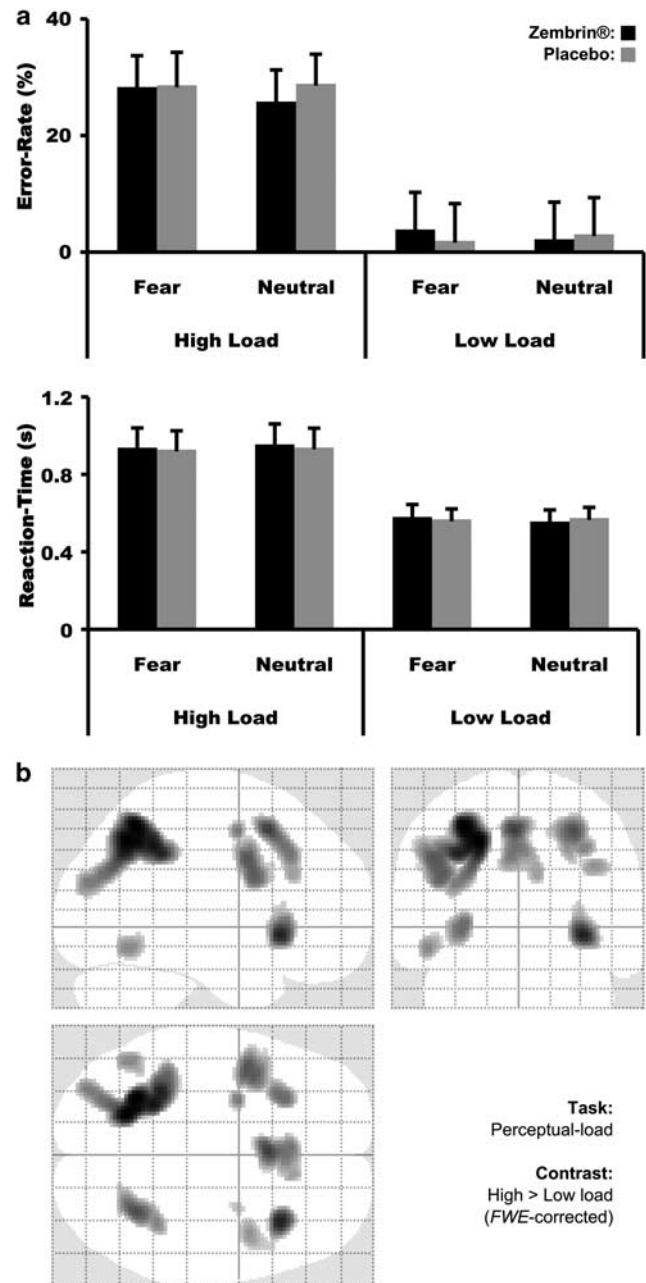 a
Zembrin®:
Placebo:
Error-Rate (%)
40
20
0
Fear Neutral Fear Neutral
High Load Low Load
Reaction-Time (s)
1.2
0.8
0.4
0
Fear Neutral Fear Neutral
High Load Low Load
b
Task:
Perceptual-load
Contrast:
High > Low load
(FWE-corrected)